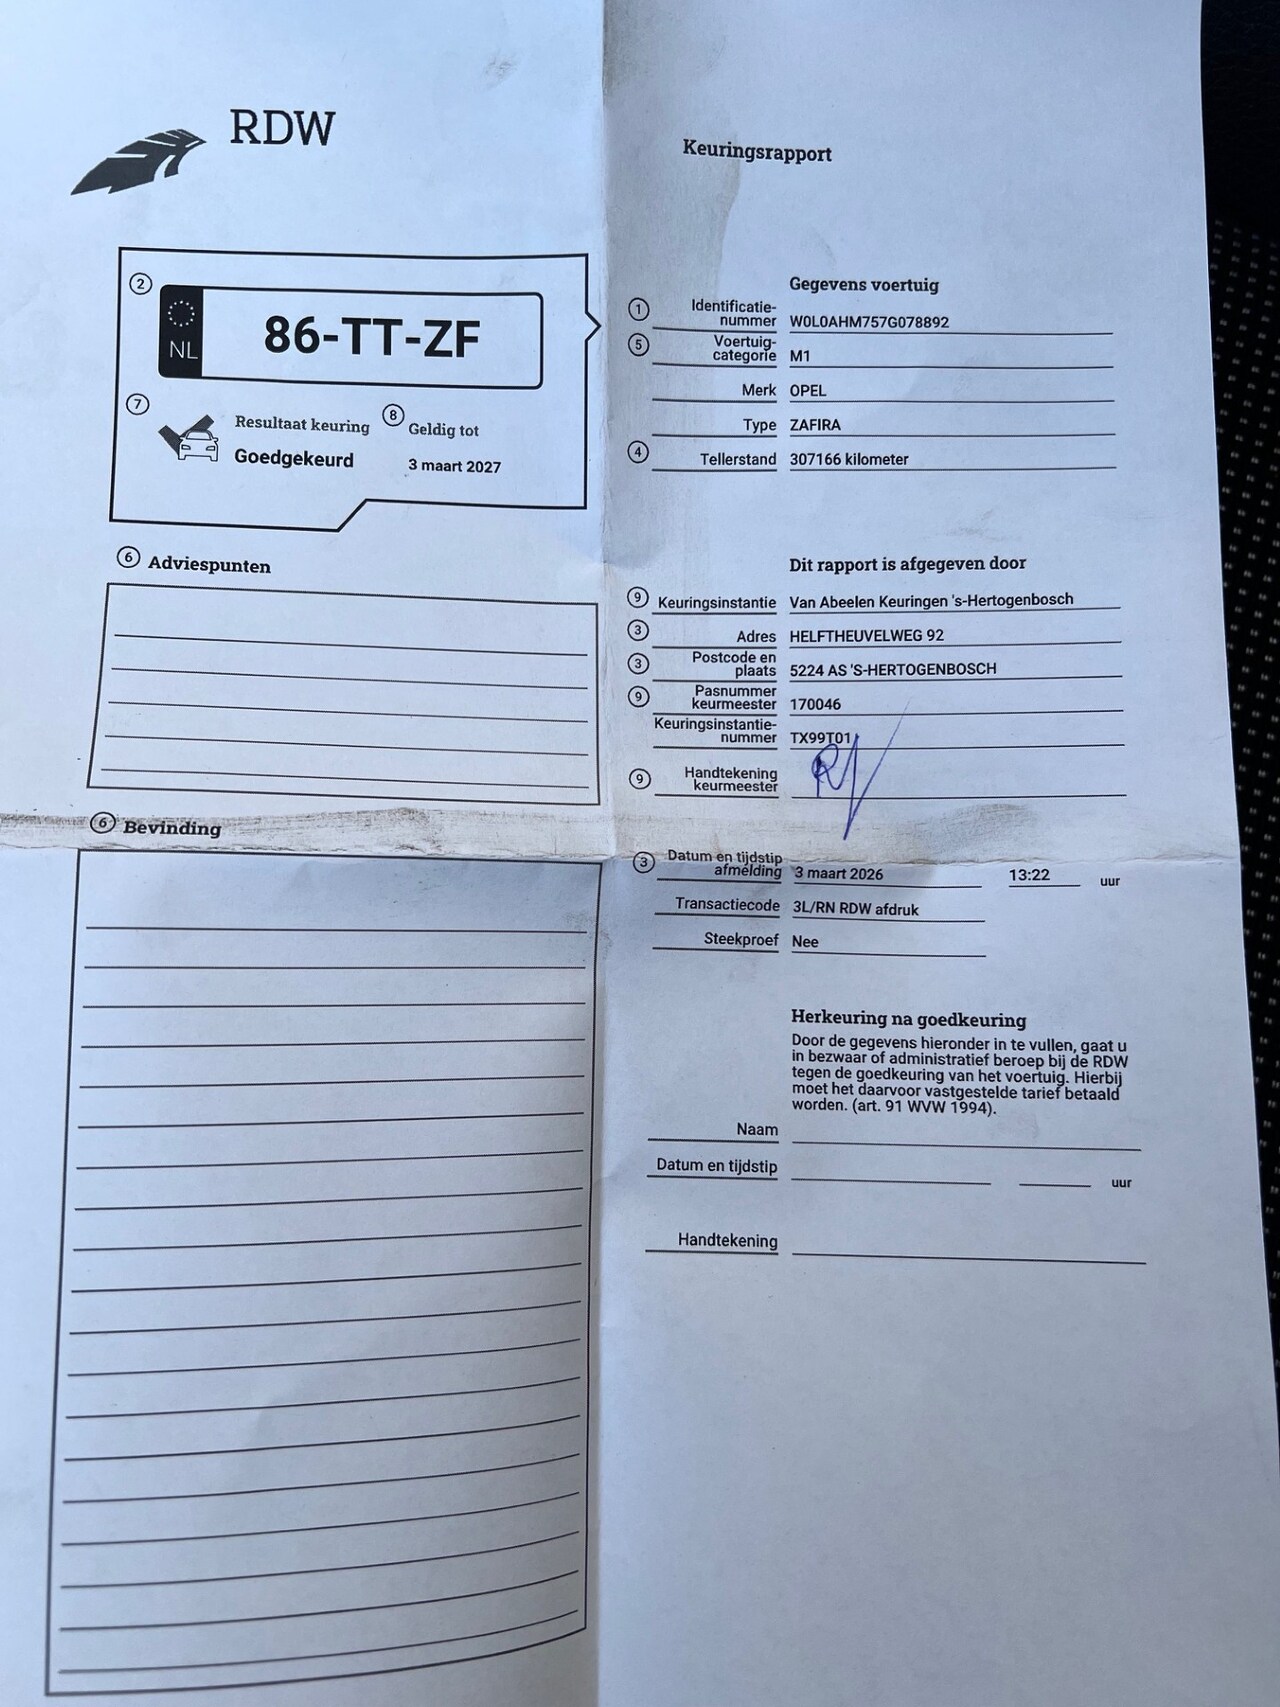 RDW
Keuringsrapport
2
NL
86-TT-ZF
7
Resultaat keuring
Goedgekeurd
8
Geldig tot
3 maart 2027
6 Adviespunten
6 Bevinding
Gegevens voertuig
1 Identificatie-
nummer W0L0AHM757G078892
5 Voertuig-
categorie M1
Merk OPEL
Type ZAFIRA
4 Tellerstand 307166 kilometer
Dit rapport is afgegeven door
9 Keuringsinstantie Van Abeelen Keuringen 's-Hertogenbosch
3 Adres HELFTHEUVELWEG 92
3 Postcode en
plaats 5224 AS 'S-HERTOGENBOSCH
9 Pasnummer
keurmeester 170046
Keuringsinstantie-
nummer TX99T01
9 Handtekening
keurmeester
3 Datum en tijdstip
afmelding 3 maart 2026 13:22 uur
Transactiecode 3L/RN RDW afdruk
Steekproef Nee
Herkeuring na goedkeuring
Door de gegevens hieronder in te vullen, gaat u
in bezwaar of administratief beroep bij de RDW
tegen de goedkeuring van het voertuig. Hierbij
moet het daarvoor vastgestelde tarief betaald
worden. (art. 91 WVW 1994).
Naam
Datum en tijdstip uur
Handtekening